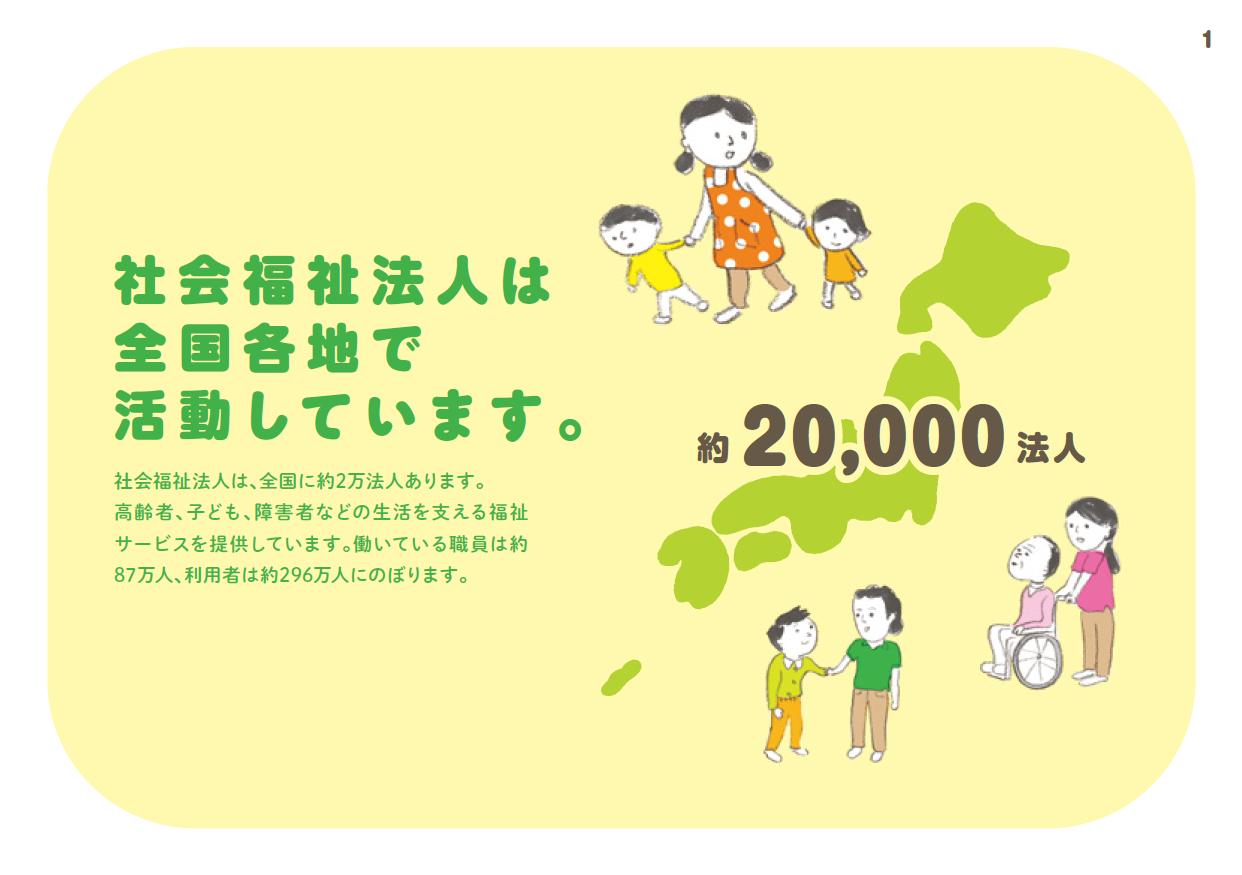 1
社会福祉法人は
全国各地で
活動しています。
社会福祉法人は、全国に約2万法人あります。
高齢者、子ども、障害者などの生活を支える福祉
サービスを提供しています。働いている職員は約
87万人、利用者は約296万人にのぼります。
約20,000法人